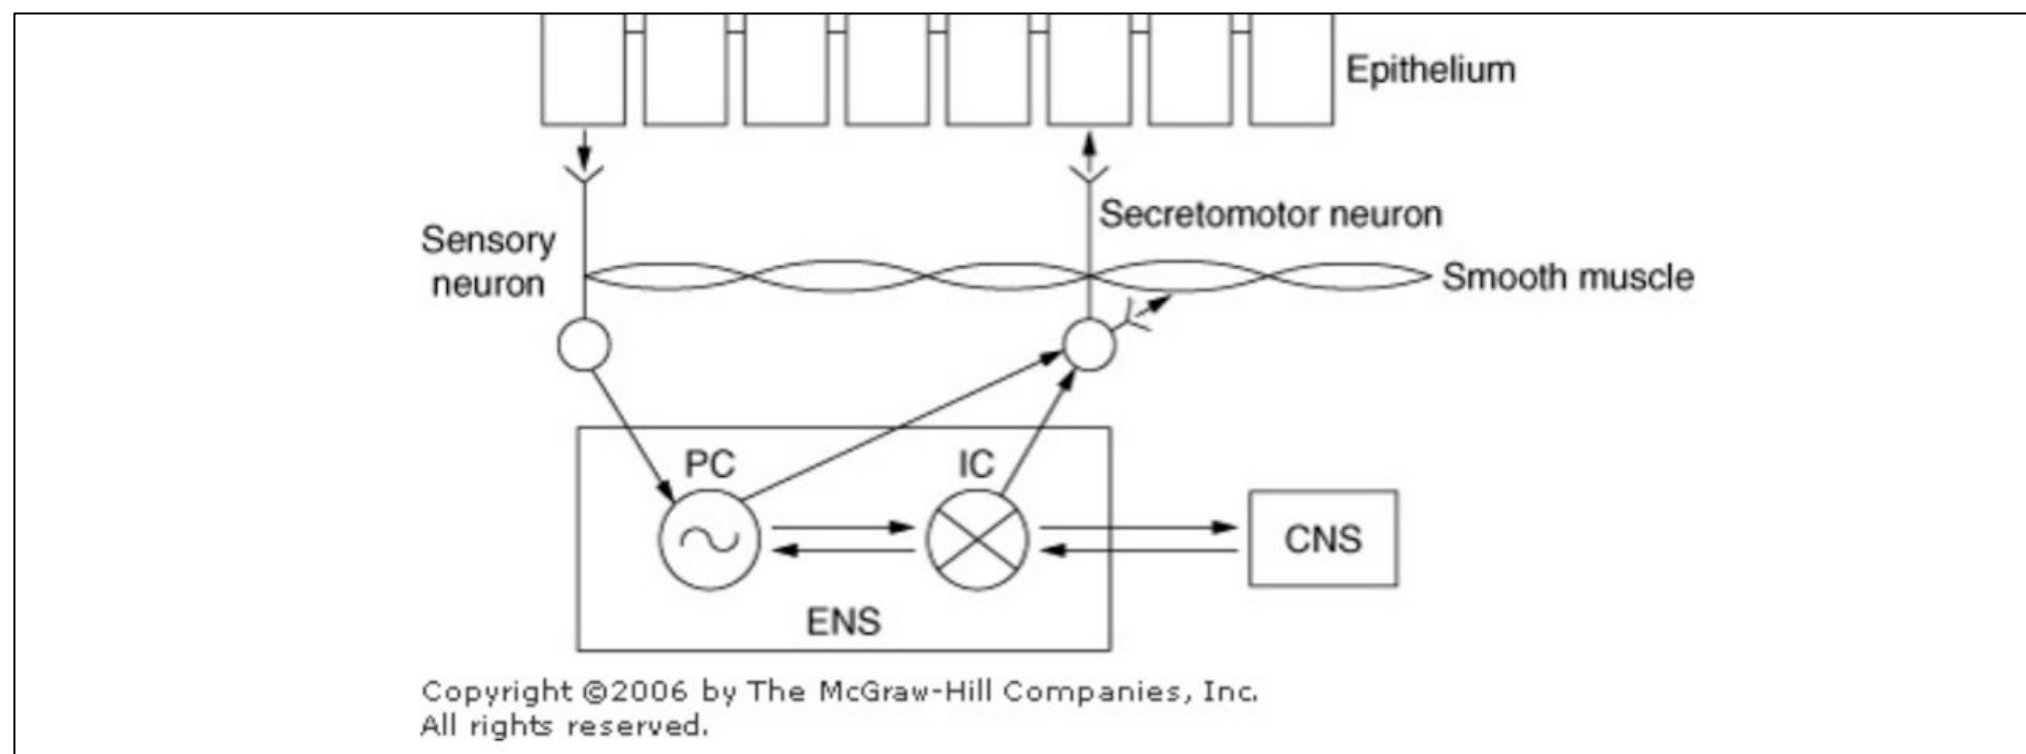 Epithelium
Secretomotor neuron
Sensory
neuron
Smooth muscle
PC
IC
CNS
ENS
Copyright ©2006 by The McGraw-Hill Companies, Inc.
All rights reserved.